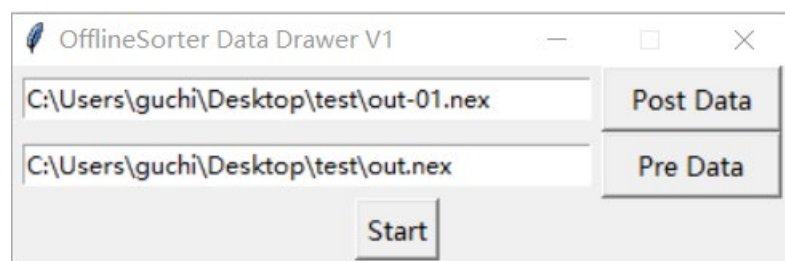 OfflineSorter Data Drawer V1
C:\Users\guchi\Desktop\test\out-01.nex Post Data
C:\Users\guchi\Desktop\test\out.nex Pre Data
Start